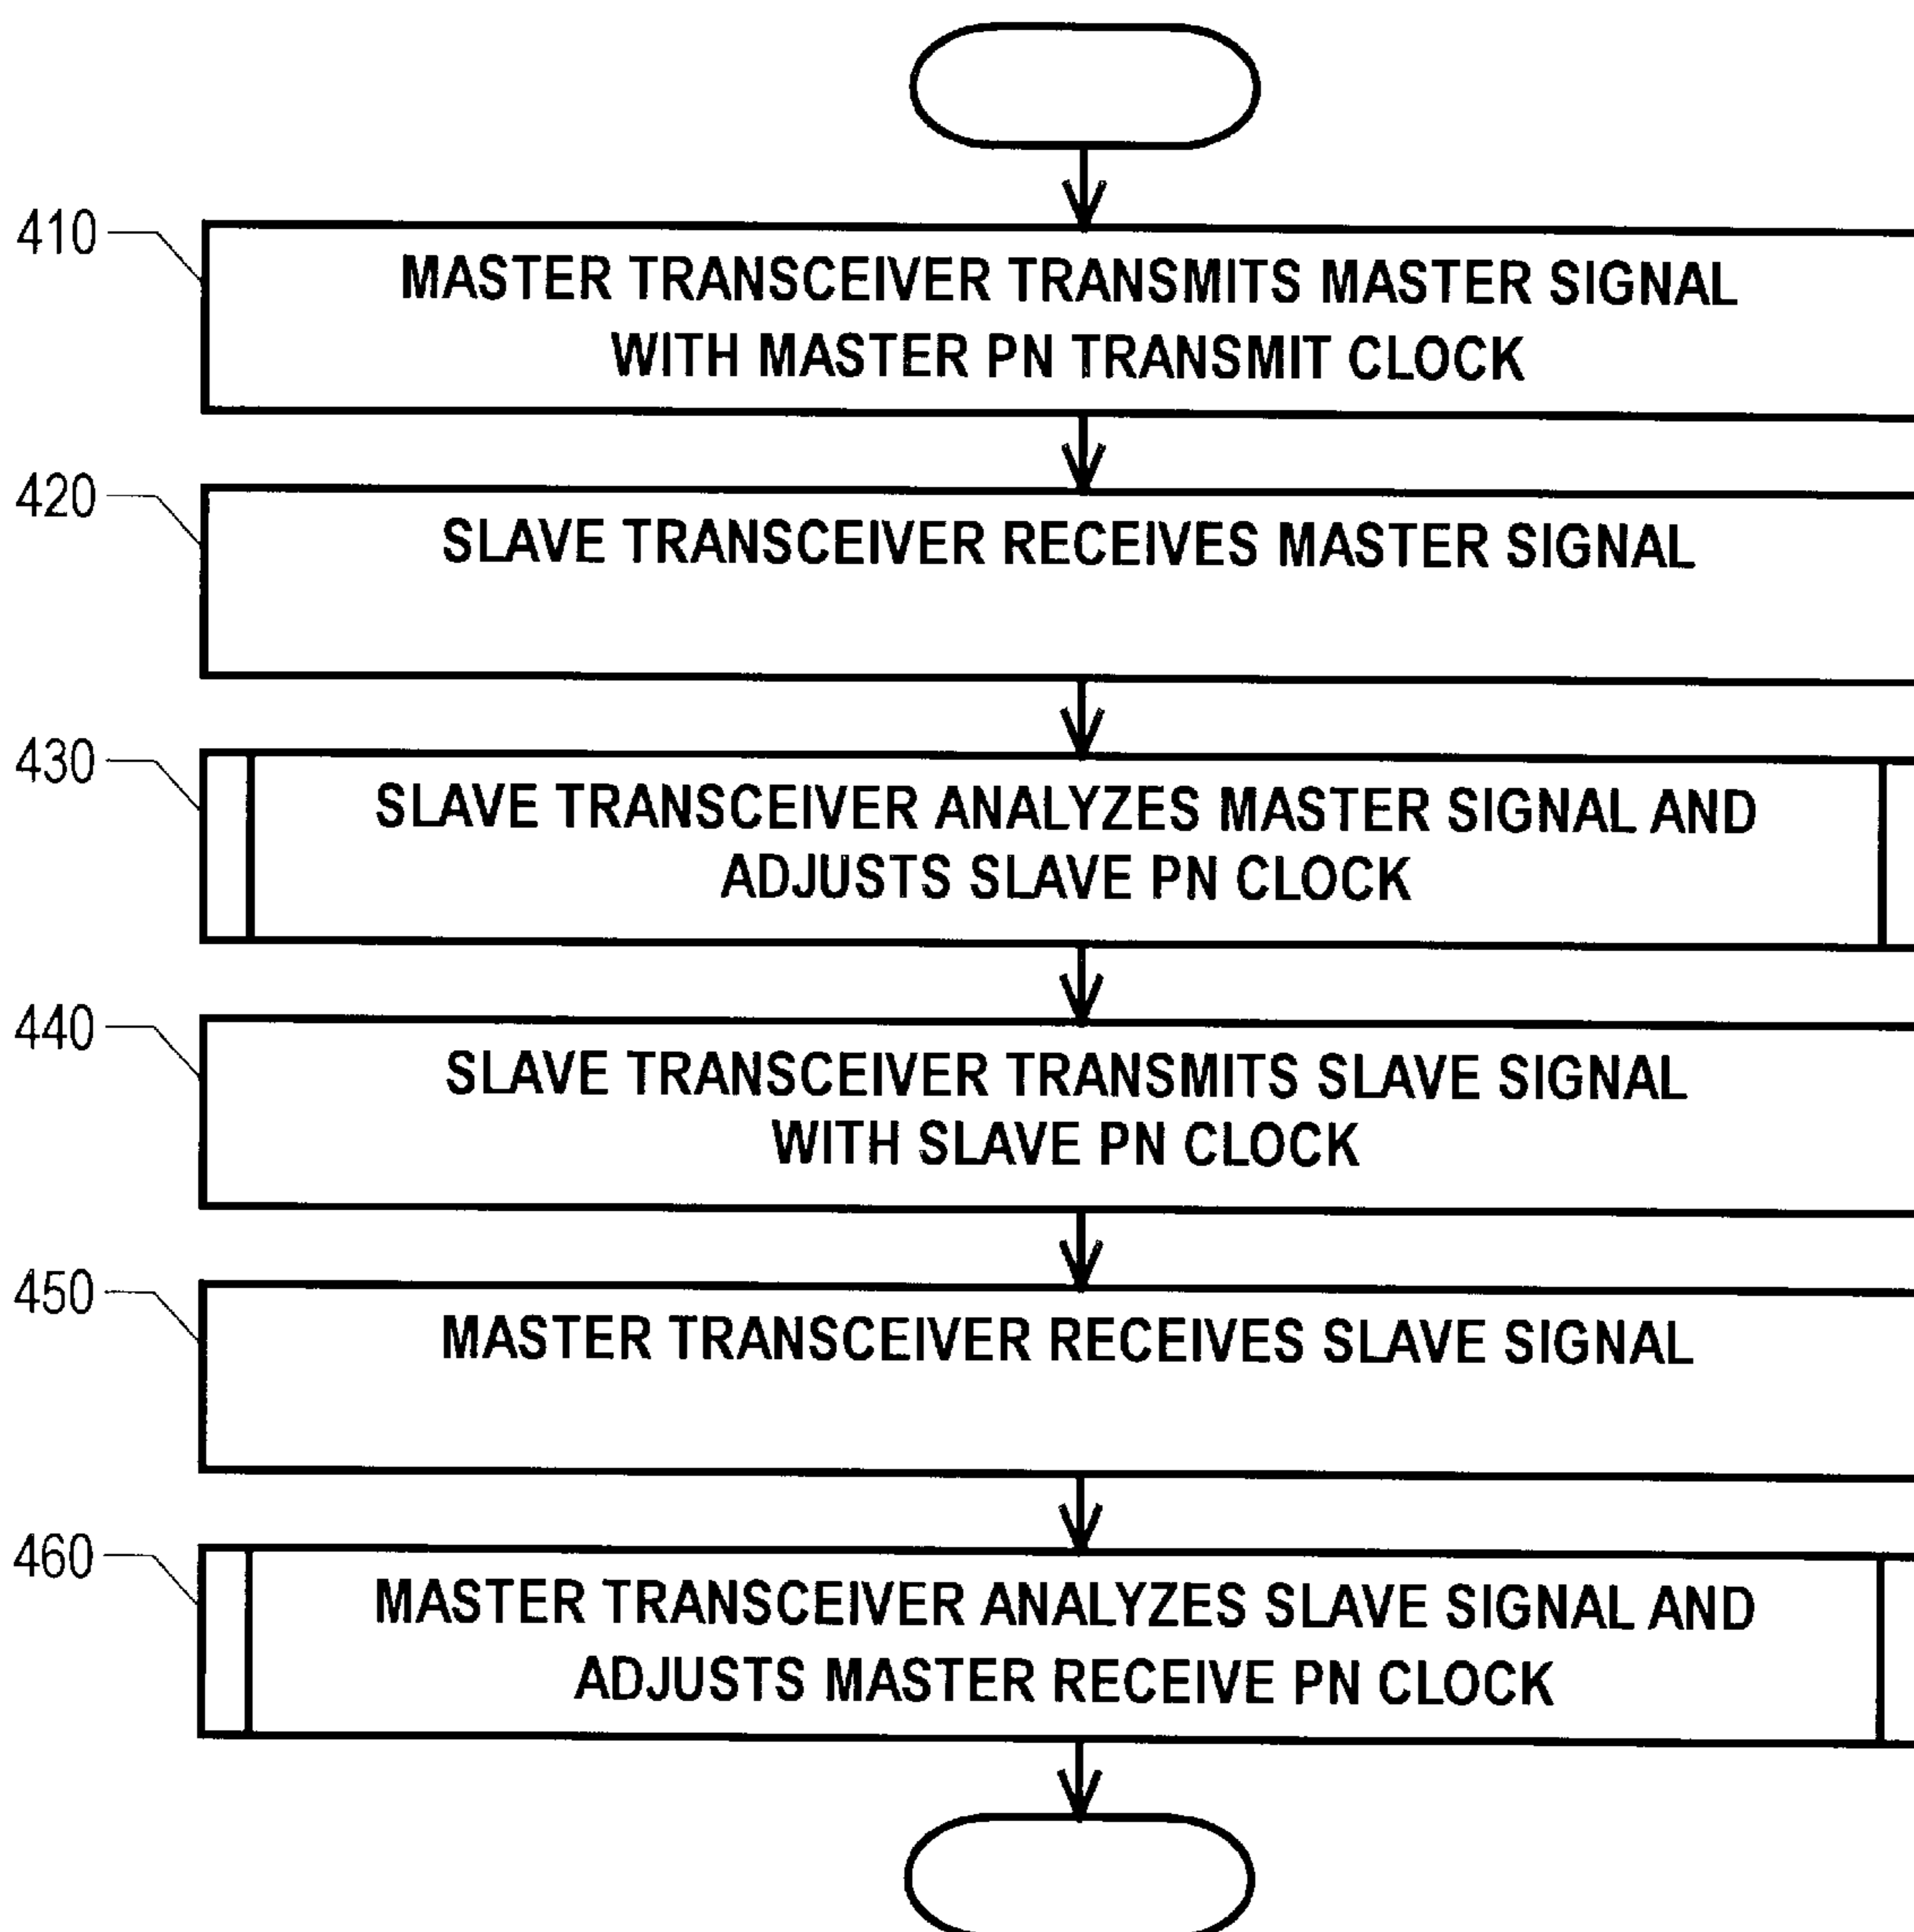 410
MASTER TRANSCEIVER TRANSMITS MASTER SIGNAL
WITH MASTER PN TRANSMIT CLOCK
420
SLAVE TRANSCEIVER RECEIVES MASTER SIGNAL
430
SLAVE TRANSCEIVER ANALYZES MASTER SIGNAL AND
ADJUSTS SLAVE PN CLOCK
440
SLAVE TRANSCEIVER TRANSMITS SLAVE SIGNAL
WITH SLAVE PN CLOCK
450
MASTER TRANSCEIVER RECEIVES SLAVE SIGNAL
460
MASTER TRANSCEIVER ANALYZES SLAVE SIGNAL AND
ADJUSTS MASTER RECEIVE PN CLOCK